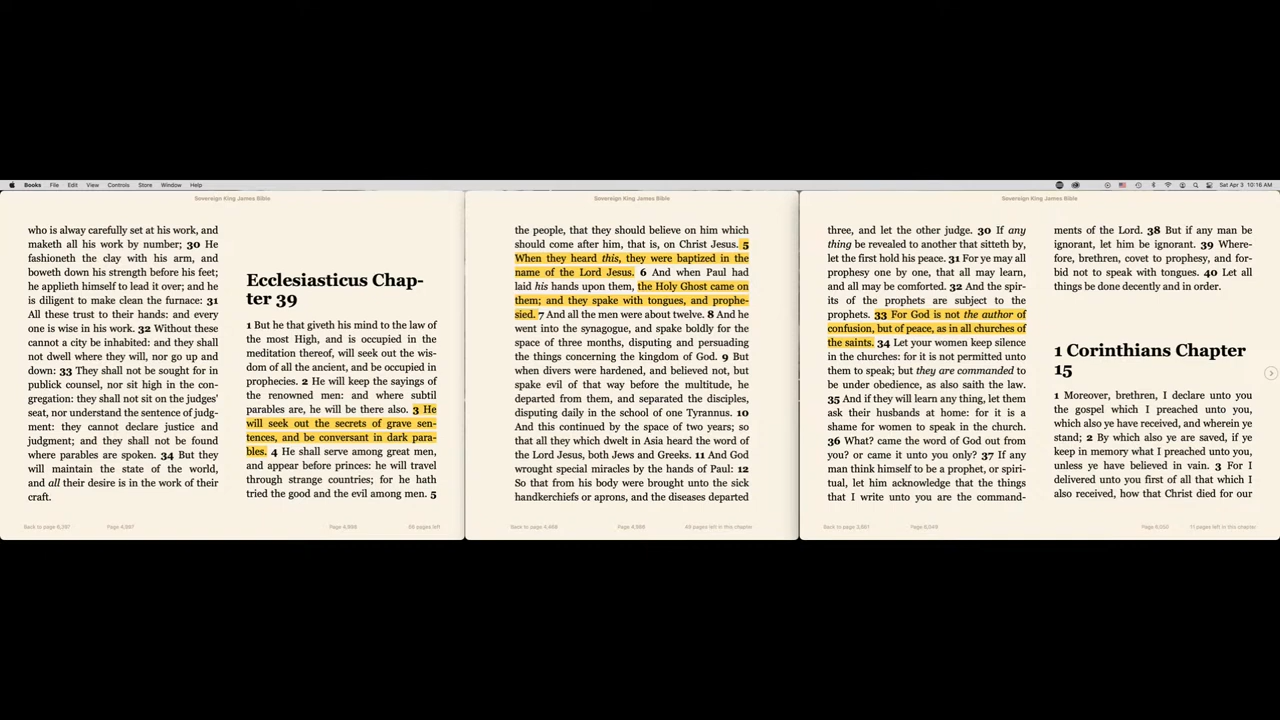 Books File Edit View Controls Store Window Help
Sat Apr 3 10:16 AM
Sovereign King James Bible
who is alway carefully set at his work, and
maketh all his work by number; 30 He
fashioneth the clay with his arm, and
boweth down his strength before his feet;
he applieth himself to lead it over; and he
is diligent to make clean the furnace: 31
All these trust to their hands: and every
one is wise in his work. 32 Without these
cannot a city be inhabited: and they shall
not dwell where they will, nor go up and
down: 33 They shall not be sought for in
publick counsel, nor sit high in the con-
gregation: they shall not sit on the judges'
seat, nor understand the sentence of judg-
ment: they cannot declare justice and
judgment; and they shall not be found
where parables are spoken. 34 But they
will maintain the state of the world,
and all their desire is in the work of their
craft.
Ecclesiasticus Chap-
ter 39
1 But he that giveth his mind to the law of
the most High, and is occupied in the
meditation thereof, will seek out the wis-
dom of all the ancient, and be occupied in
prophecies. 2 He will keep the sayings of
the renowned men: and where subtil
parables are, he will be there also. 3 He
will seek out the secrets of grave sen-
tences, and be conversant in dark para-
bles. 4 He shall serve among great men,
and appear before princes: he will travel
through strange countries; for he hath
tried the good and the evil among men. 5
Sovereign King James Bible
the people, that they should believe on him which
should come after him, that is, on Christ Jesus. 5
When they heard this, they were baptized in the
name of the Lord Jesus. 6 And when Paul had
laid his hands upon them, the Holy Ghost came on
them; and they spake with tongues, and prophe-
sied. 7 And all the men were about twelve. 8 And he
went into the synagogue, and spake boldly for the
space of three months, disputing and persuading
the things concerning the kingdom of God. 9 But
when divers were hardened, and believed not, but
spake evil of that way before the multitude, he
departed from them, and separated the disciples,
disputing daily in the school of one Tyrannus. 10
And this continued by the space of two years; so
that all they which dwelt in Asia heard the word of
the Lord Jesus, both Jews and Greeks. 11 And God
wrought special miracles by the hands of Paul: 12
So that from his body were brought unto the sick
handkerchiefs or aprons, and the diseases departed
Sovereign King James Bible
three, and let the other judge. 30 If any
thing be revealed to another that sitteth by,
let the first hold his peace. 31 For ye may all
prophesy one by one, that all may learn,
and all may be comforted. 32 And the spir-
its of the prophets are subject to the
prophets. 33 For God is not the author of
confusion, but of peace, as in all churches of
the saints. 34 Let your women keep silence
in the churches: for it is not permitted unto
them to speak; but they are commanded to
be under obedience, as also saith the law.
35 And if they will learn any thing, let them
ask their husbands at home: for it is a
shame for women to speak in the church.
36 What? came the word of God out from
you? or came it unto you only? 37 If any
man think himself to be a prophet, or spiri-
tual, let him acknowledge that the things
that I write unto you are the command-
ments of the Lord. 38 But if any man be
ignorant, let him be ignorant. 39 Where-
fore, brethren, covet to prophesy, and for-
bid not to speak with tongues. 40 Let all
things be done decently and in order.
1 Corinthians Chapter
15
1 Moreover, brethren, I declare unto you
the gospel which I preached unto you,
which also ye have received, and wherein ye
stand; 2 By which also ye are saved, if ye
keep in memory what I preached unto you,
unless ye have believed in vain. 3 For I
delivered unto you first of all that which I
also received, how that Christ died for our